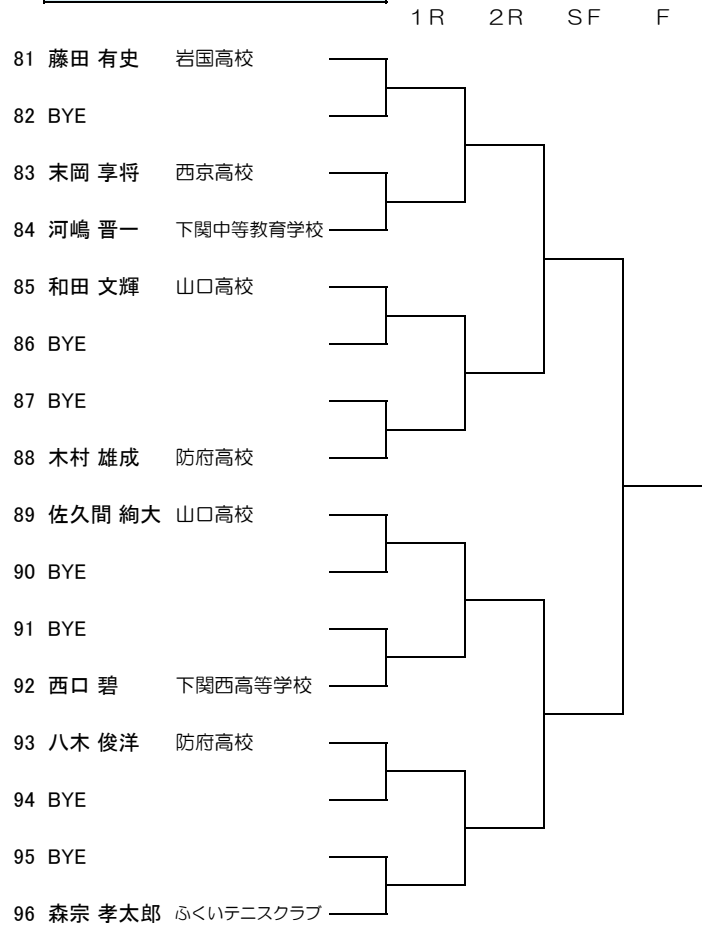 １Ｒ ２Ｒ ＳＦ Ｆ
81 藤田 有史 岩国高校
82 BYE
83 末岡 享将 西京高校
84 河嶋 晋一 下関中等教育学校
85 和田 文輝 山口高校
86 BYE
87 BYE
88 木村 雄成 防府高校
89 佐久間 絢大 山口高校
90 BYE
91 BYE
92 西口 碧 下関西高等学校
93 八木 俊洋 防府高校
94 BYE
95 BYE
96 森宗 孝太郎 ふくいテニスクラブ